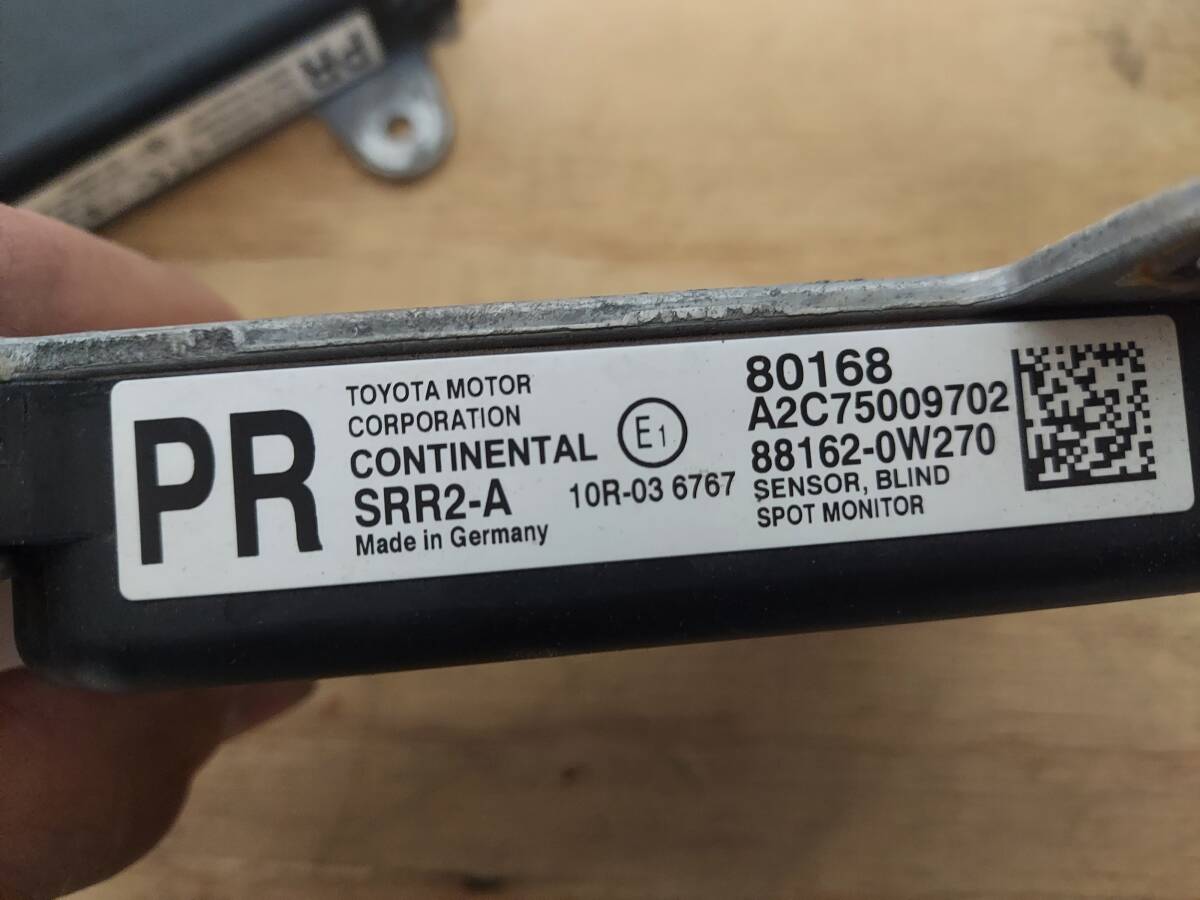 PR
PR
TOYOTA MOTOR
CORPORATION
CONTINENTAL
SRR2-A
Made in Germany
E1
10R-03 6767
80168
A2C75009702
88162-0W270
SENSOR, BLIND
SPOT MONITOR